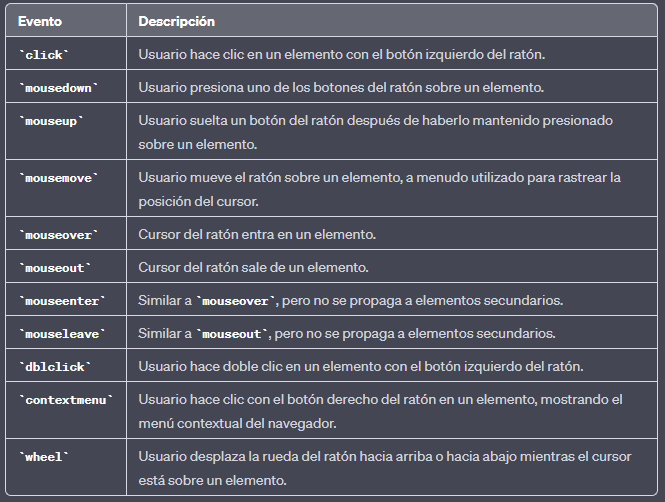 Evento Descripción
`click` Usuario hace clic en un elemento con el botón izquierdo del ratón.
`mousedown` Usuario presiona uno de los botones del ratón sobre un elemento.
`mouseup` Usuario suelta un botón del ratón después de haberlo mantenido presionado
sobre un elemento.
`mousemove` Usuario mueve el ratón sobre un elemento, a menudo utilizado para rastrear la
posición del cursor.
`mouseover` Cursor del ratón entra en un elemento.
`mouseout` Cursor del ratón sale de un elemento.
`mouseenter` Similar a `mouseover`, pero no se propaga a elementos secundarios.
`mouseleave` Similar a `mouseout`, pero no se propaga a elementos secundarios.
`dblclick` Usuario hace doble clic en un elemento con el botón izquierdo del ratón.
`contextmenu` Usuario hace clic con el botón derecho del ratón en un elemento, mostrando el
menú contextual del navegador.
`wheel` Usuario desplaza la rueda del ratón hacia arriba o hacia abajo mientras el cursor
está sobre un elemento.